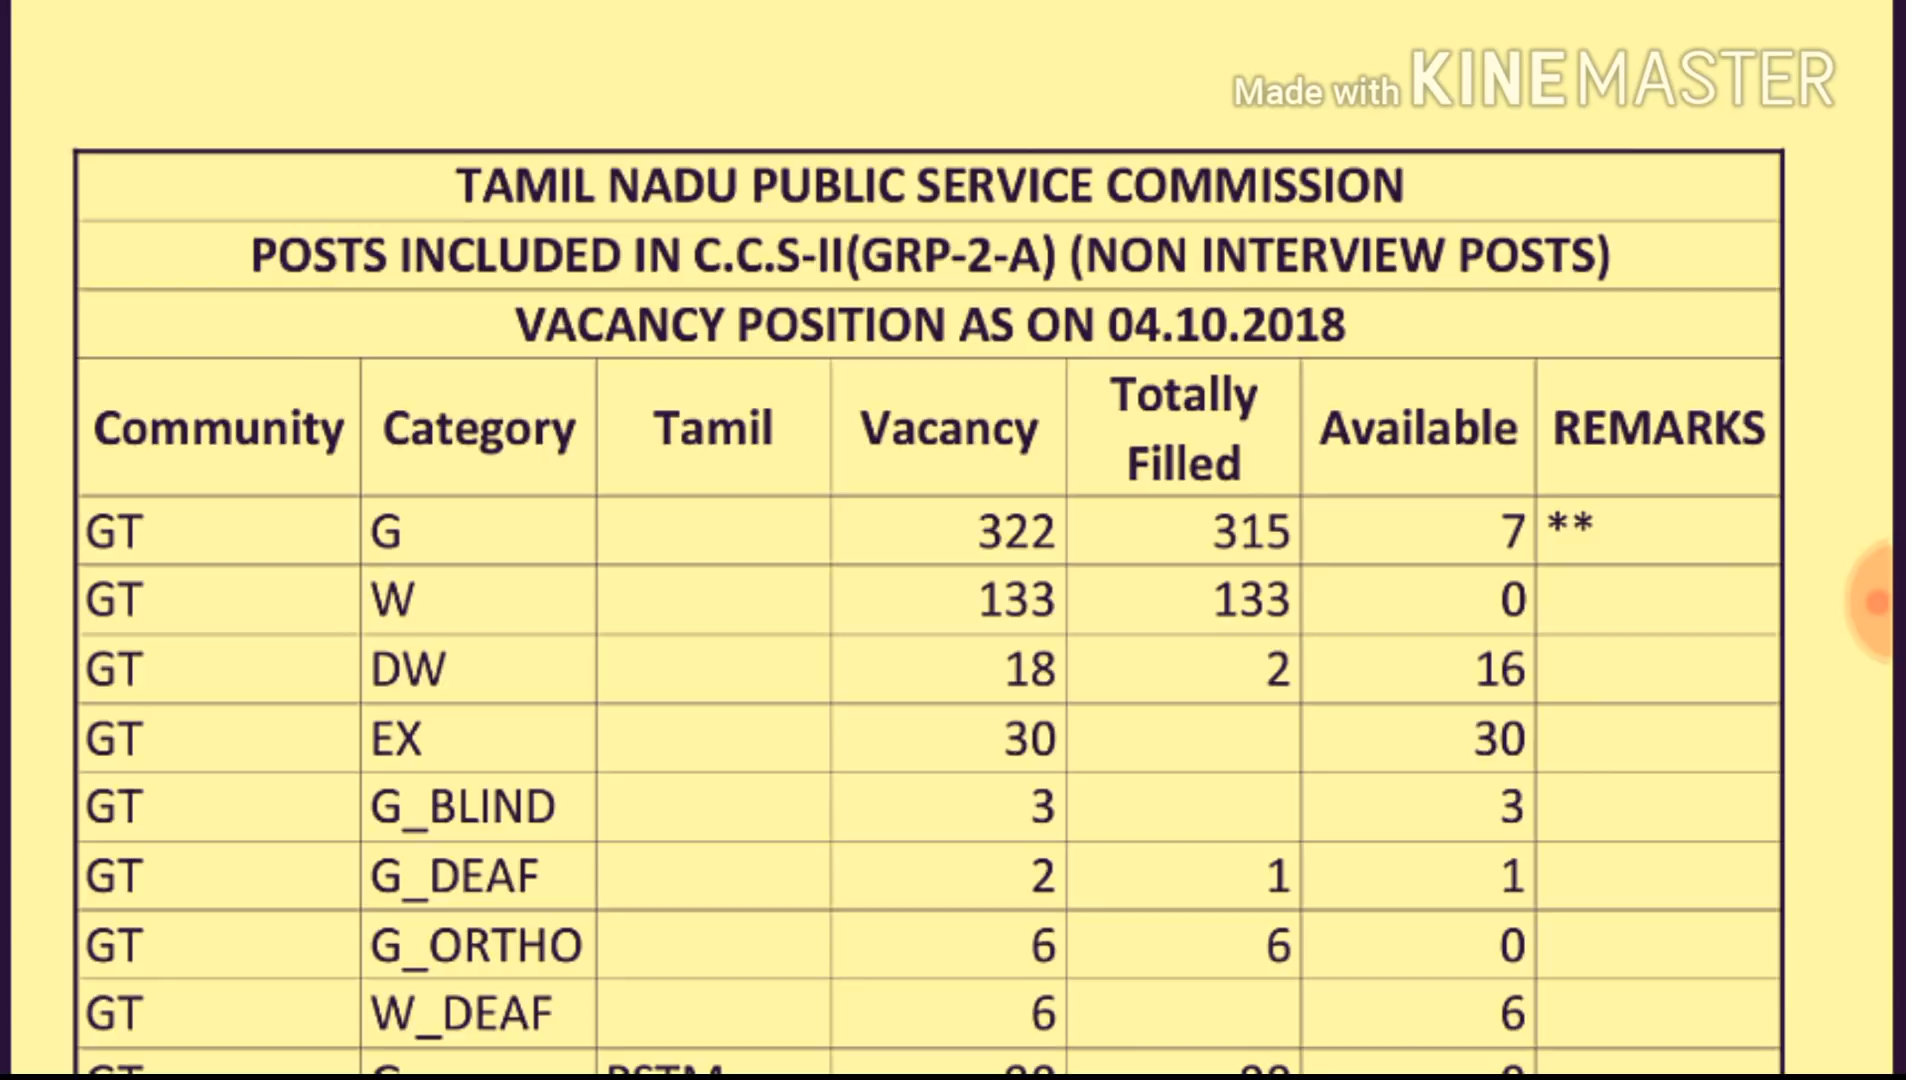 Made with KINEMASTER
TAMIL NADU PUBLIC SERVICE COMMISSION
POSTS INCLUDED IN C.C.S-II(GRP-2-A) (NON INTERVIEW POSTS)
VACANCY POSITION AS ON 04.10.2018
Community Category Tamil Vacancy Totally Filled Available REMARKS
GT G 322 315 7 **
GT W 133 133 0
GT DW 18 2 16
GT EX 30 30
GT G_BLIND 3 3
GT G_DEAF 2 1 1
GT G_ORTHO 6 6 0
GT W_DEAF 6 6